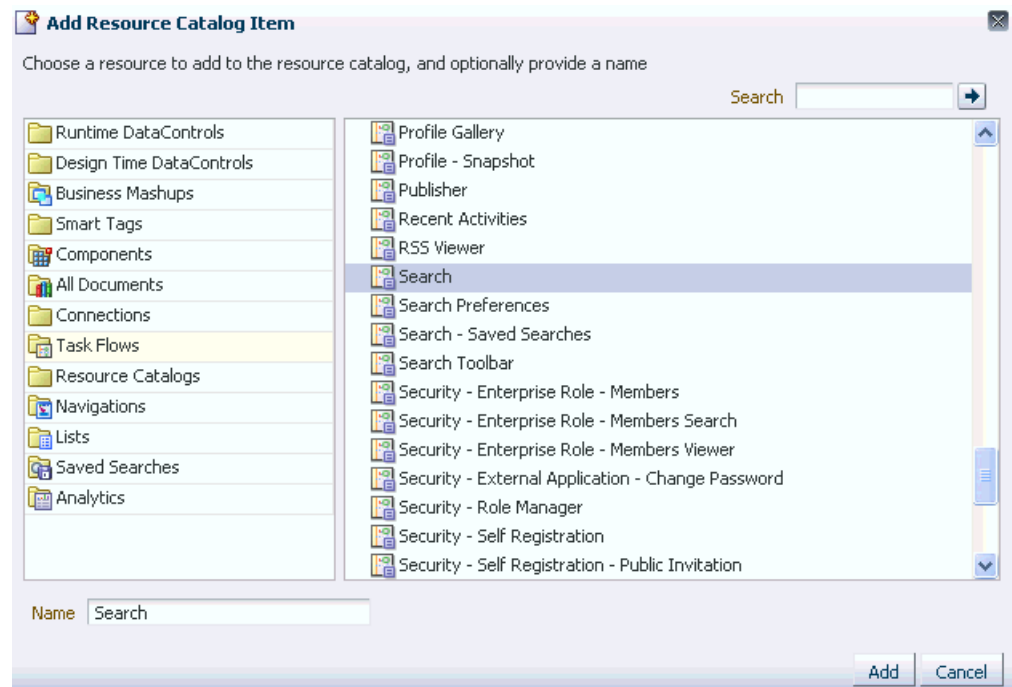 Add Resource Catalog Item
Choose a resource to add to the resource catalog, and optionally provide a name
Search
Runtime DataControls
Design Time DataControls
Business Mashups
Smart Tags
Components
All Documents
Connections
Task Flows
Resource Catalogs
Navigations
Lists
Saved Searches
Analytics
Profile Gallery
Profile - Snapshot
Publisher
Recent Activities
RSS Viewer
Search
Search Preferences
Search - Saved Searches
Search Toolbar
Security - Enterprise Role - Members
Security - Enterprise Role - Members Search
Security - Enterprise Role - Members Viewer
Security - External Application - Change Password
Security - Role Manager
Security - Self Registration
Security - Self Registration - Public Invitation
Name Search
Add Cancel